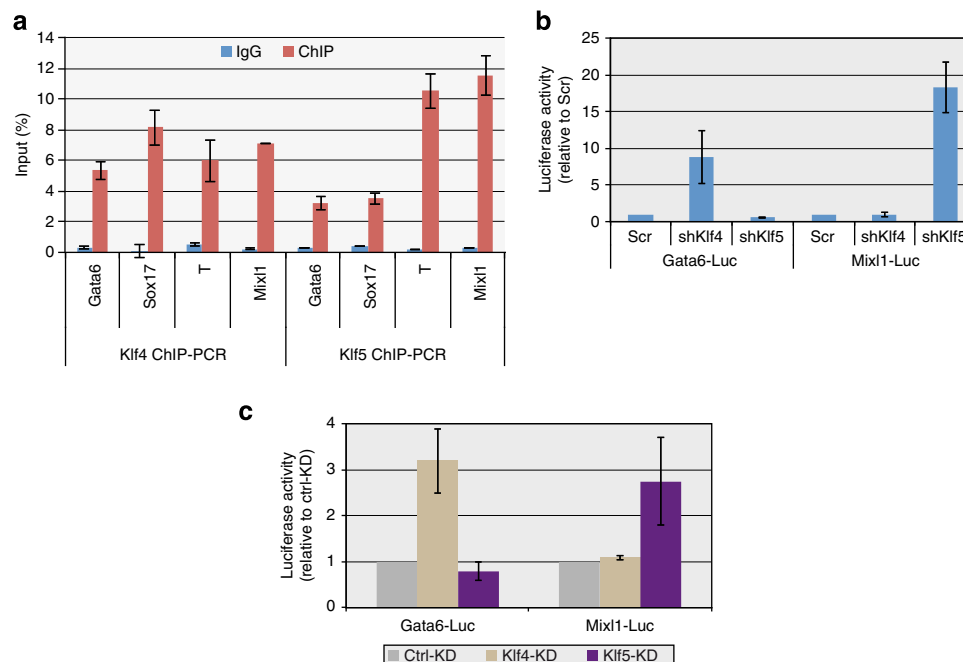 a
IgG ChIP
Input (%)
14
12
10
8
6
4
2
0
Gata6 Sox17 T Mixl1 Gata6 Sox17 T Mixl1
Klf4 ChIP-PCR Klf5 ChIP-PCR
b
Luciferase activity
(relative to Scr)
25
20
15
10
5
0
Scr shKlf4 shKlf5 Scr shKlf4 shKlf5
Gata6-Luc Mixl1-Luc
c
Luciferase activity
(relative to ctrl-KD)
4
3
2
1
0
Gata6-Luc Mixl1-Luc
Ctrl-KD Klf4-KD Klf5-KD